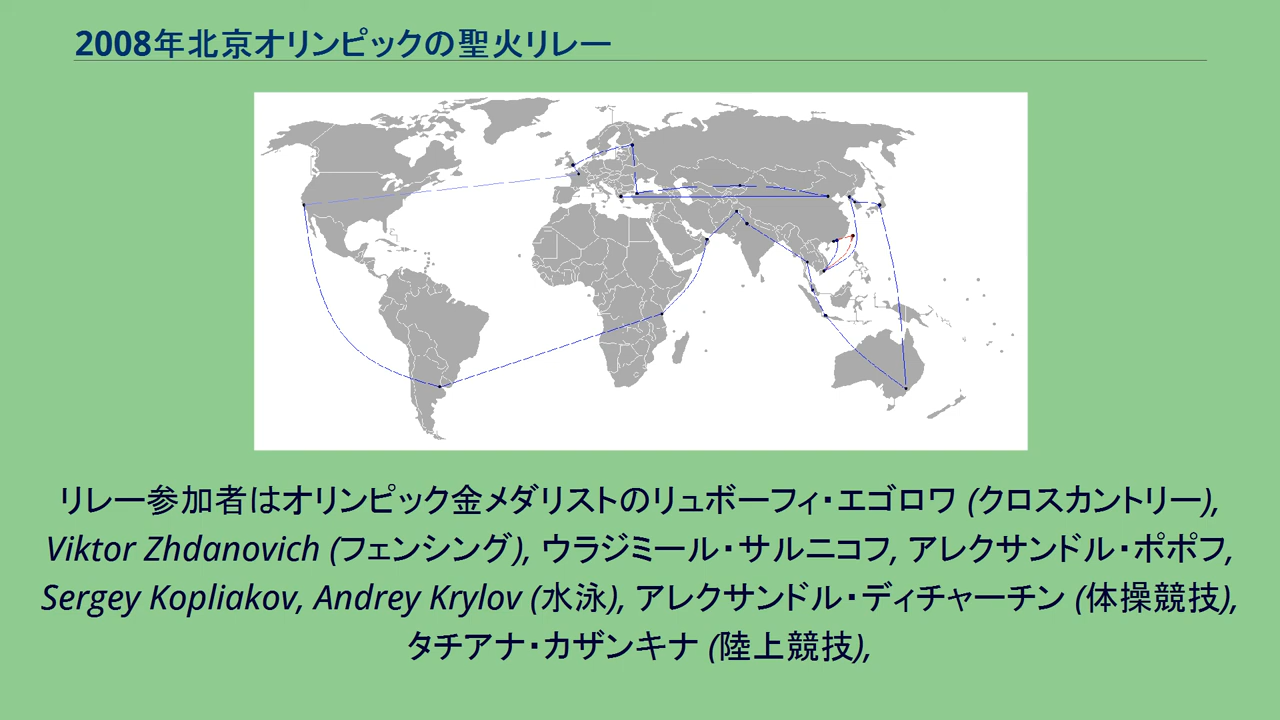 2008年北京オリンピックの聖火リレー
リレー参加者はオリンピック金メダリストのリュボーフィ・エゴロワ (クロスカントリー),
Viktor Zhdanovich (フェンシング), ウラジミール・サルニコフ, アレクサンドル・ポポフ,
Sergey Kopliakov, Andrey Krylov (水泳), アレクサンドル・ディチャーチン (体操競技),
タチアナ・カザンキナ (陸上競技),